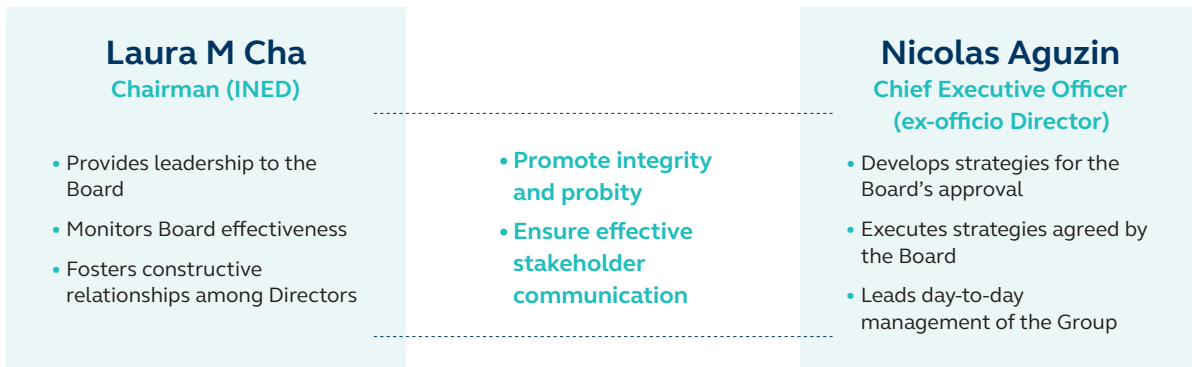 Laura M Cha
Chairman (INED)
• Provides leadership to the
Board
• Monitors Board effectiveness
• Fosters constructive
relationships among Directors
• Promote integrity
and probity
• Ensure effective
stakeholder
communication
Nicolas Aguzin
Chief Executive Officer
(ex-officio Director)
• Develops strategies for the
Board’s approval
• Executes strategies agreed by
the Board
• Leads day-to-day
management of the Group